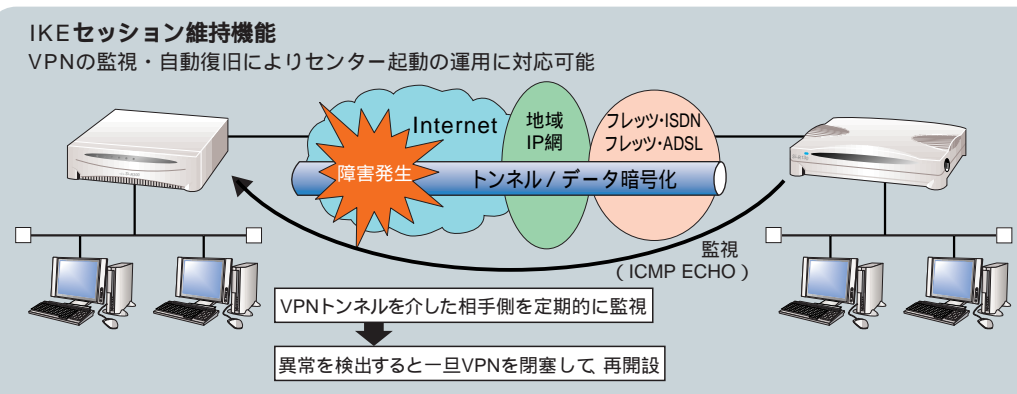 IKEセッション維持機能
VPNの監視・自動復旧によりセンター起動の運用に対応可能
Internet
地域
IP網
フレッツ・ISDN
フレッツ・ADSL
障害発生
トンネル / データ暗号化
監視
( ICMP ECHO )
VPNトンネルを介した相手側を定期的に監視
異常を検出すると一旦VPNを閉塞して、再開設